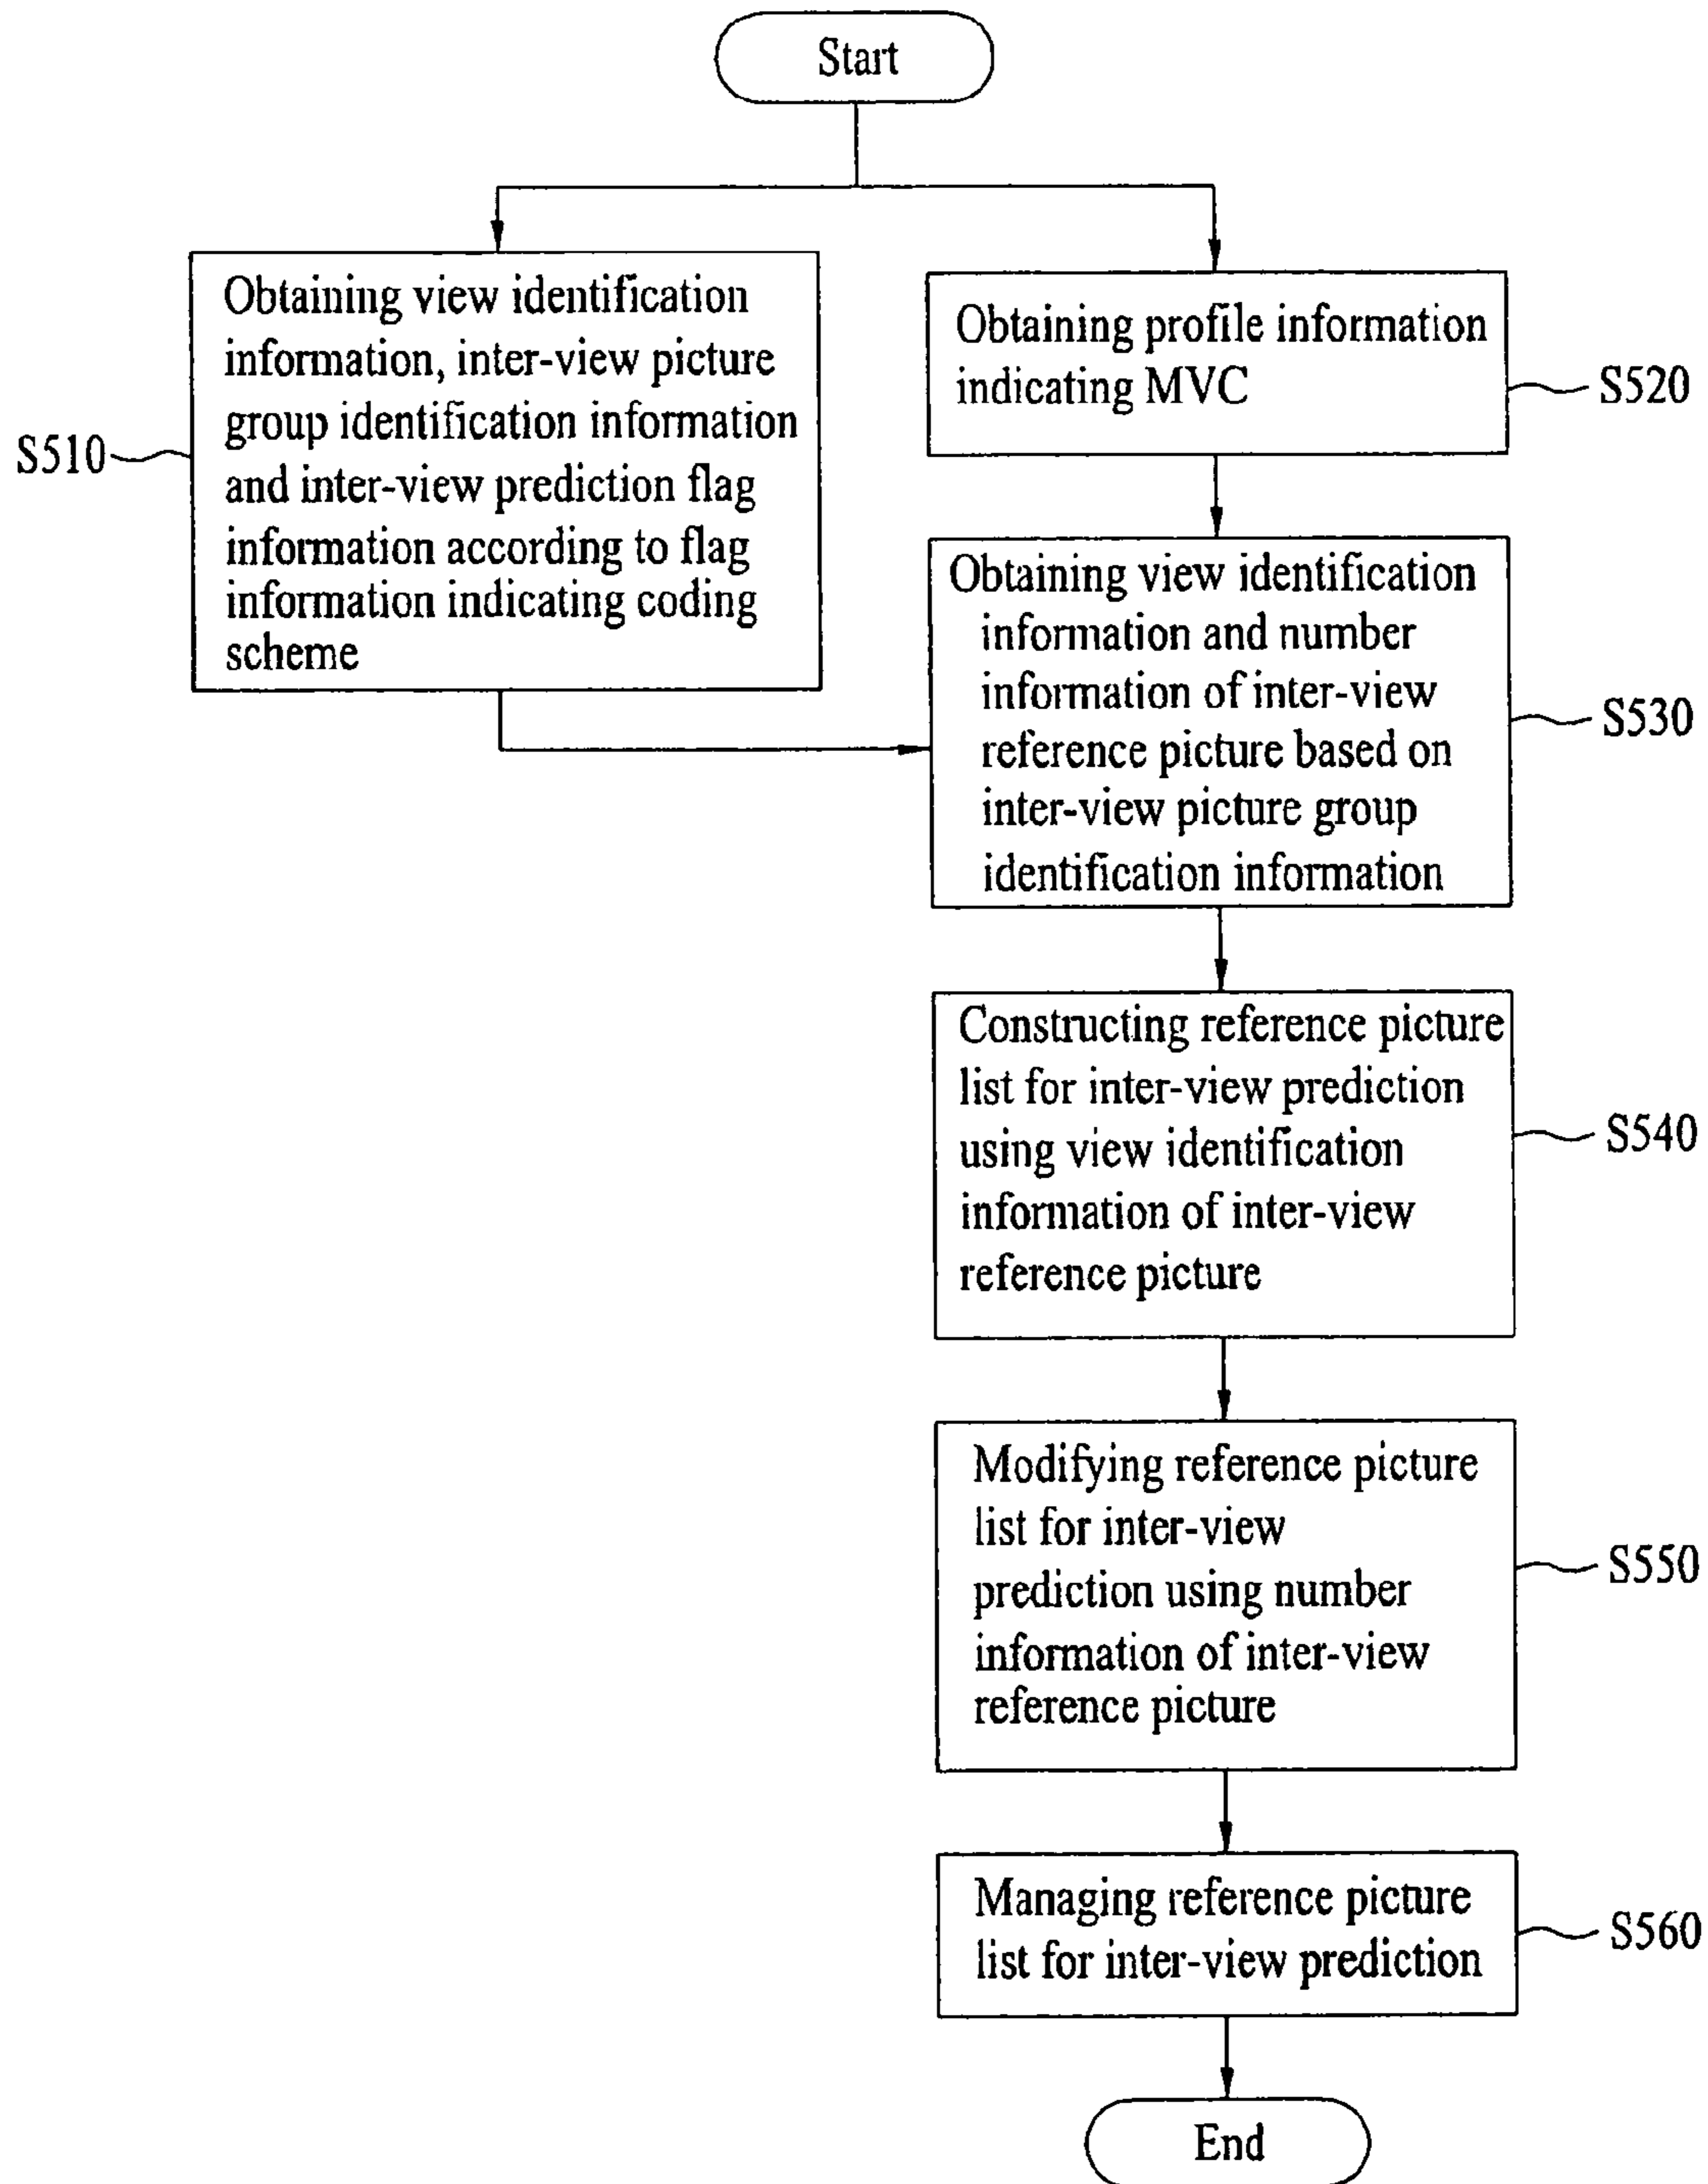 Start
Obtaining view identification
information, inter-view picture
group identification information
and inter-view prediction flag
information according to flag
information indicating coding
scheme
S510
Obtaining profile information
indicating MVC
S520
Obtaining view identification
information and number
information of inter-view
reference picture based on
inter-view picture group
identification information
S530
Constructing reference picture
list for inter-view prediction
using view identification
information of inter-view
reference picture
S540
Modifying reference picture
list for inter-view
prediction using number
information of inter-view
reference picture
S550
Managing reference picture
list for inter-view prediction
S560
End